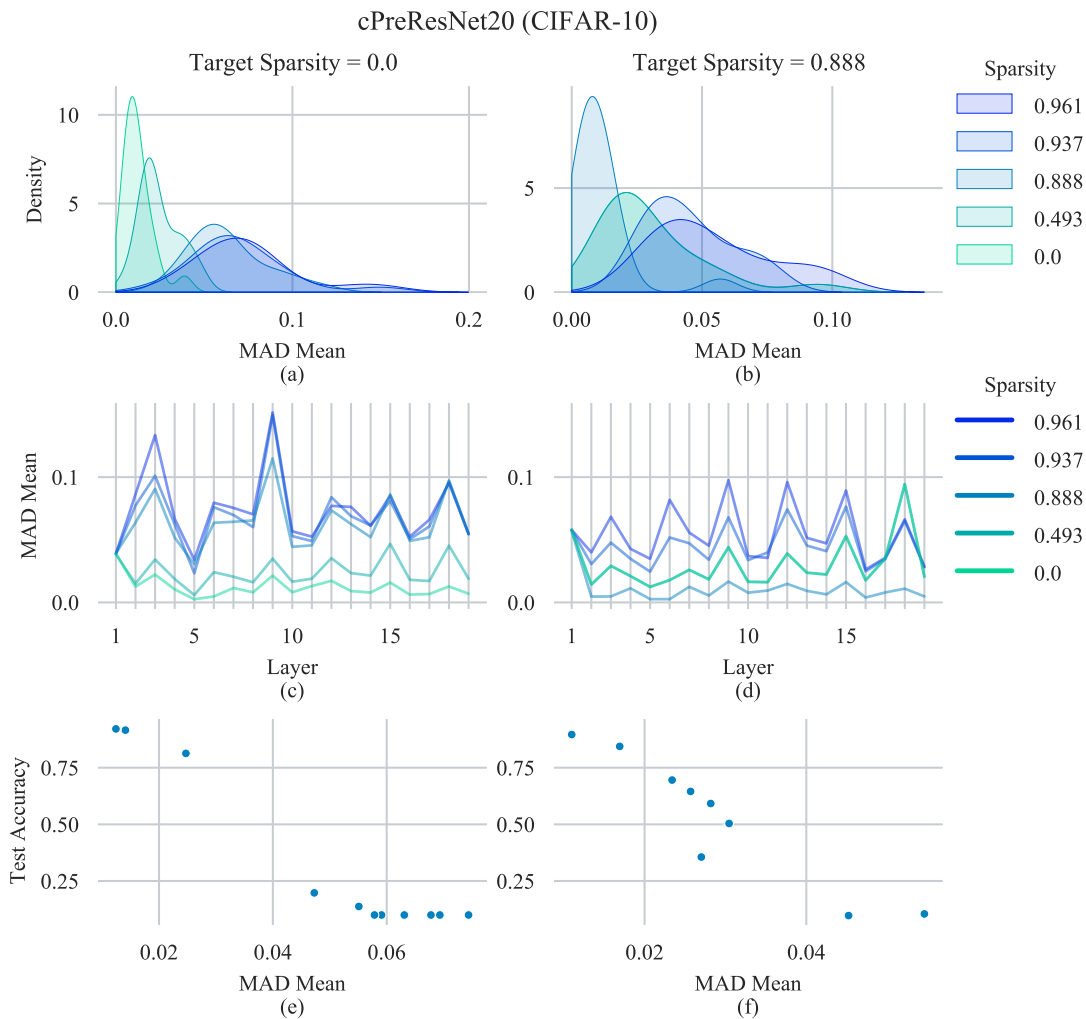 cPreResNet20 (CIFAR-10)
Target Sparsity = 0.0
Target Sparsity = 0.888
Sparsity
0.961
0.937
0.888
0.493
0.0
Density
10
5
0
0.0
0.1
0.2
MAD Mean
(a)
5
0
0.00
0.05
0.10
MAD Mean
(b)
Sparsity
0.961
0.937
0.888
0.493
0.0
MAD Mean
0.1
0.0
1
5
10
15
Layer
(c)
0.1
0.0
1
5
10
15
Layer
(d)
Test Accuracy
0.75
0.50
0.25
0.02
0.04
0.06
MAD Mean
(e)
0.75
0.50
0.25
0.02
0.04
MAD Mean
(f)